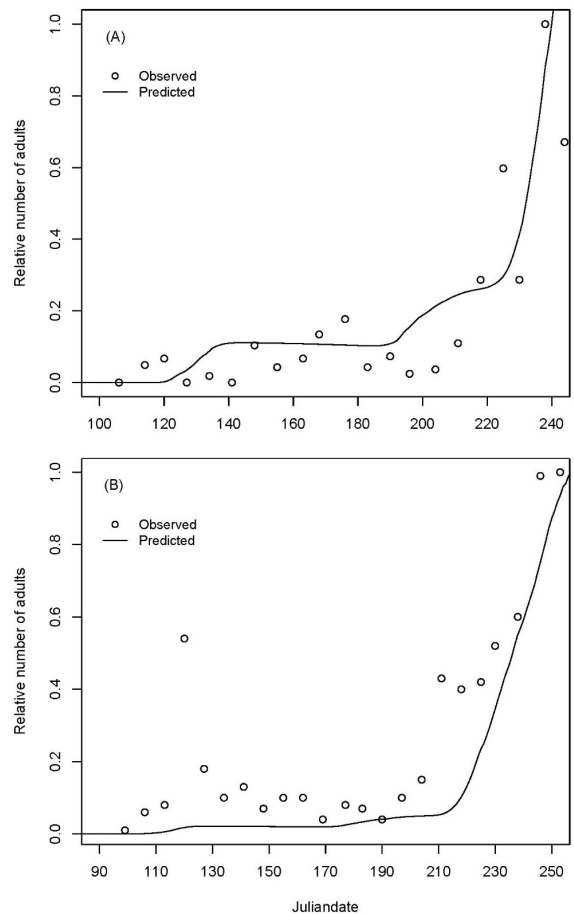 (A)
Observed
Predicted
Relative number of adults
1.0
0.8
0.6
0.4
0.2
0.0
100 120 140 160 180 200 220 240
(B)
Observed
Predicted
Relative number of adults
1.0
0.8
0.6
0.4
0.2
0.0
90 110 130 150 170 190 210 230 250
Juliandate